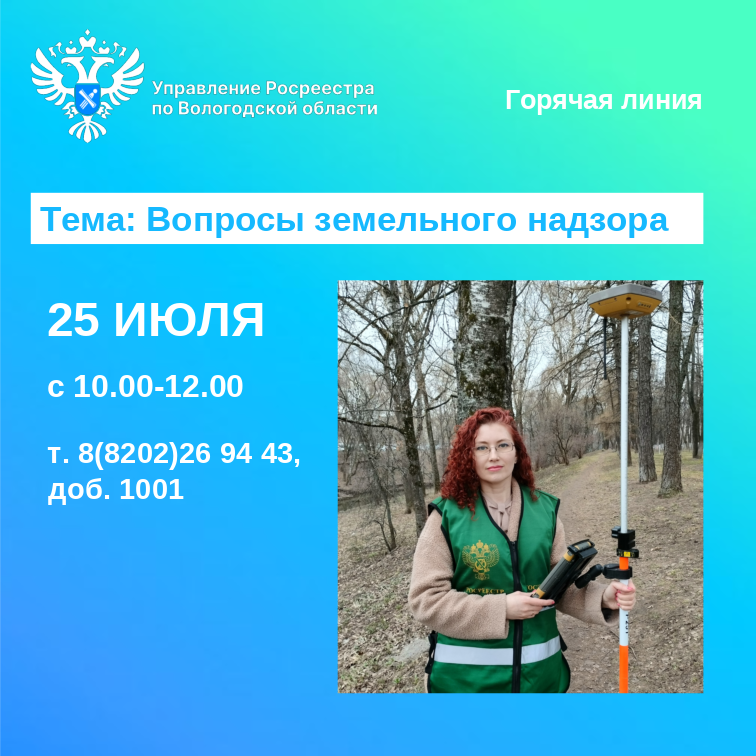 Управление Росреестра
по Вологодской области
Горячая линия
Тема: Вопросы земельного надзора
25 ИЮЛЯ
с 10.00-12.00
т. 8(8202)26 94 43,
доб. 1001